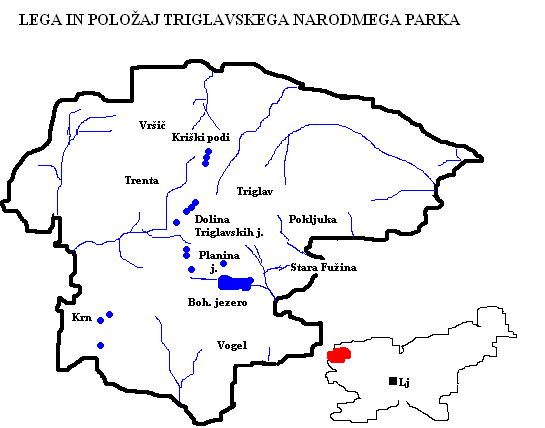 LEGA IN POLOŽAJ TRIGLAVSKEGA NARODMEGA PARKA
Vršič
Kriški podi
Trenta
Triglav
Dolina
Triglavskih j.
Pokljuka
Planina
j.
Stara Fužina
Boh. jezero
Krn
Vogel
Lj